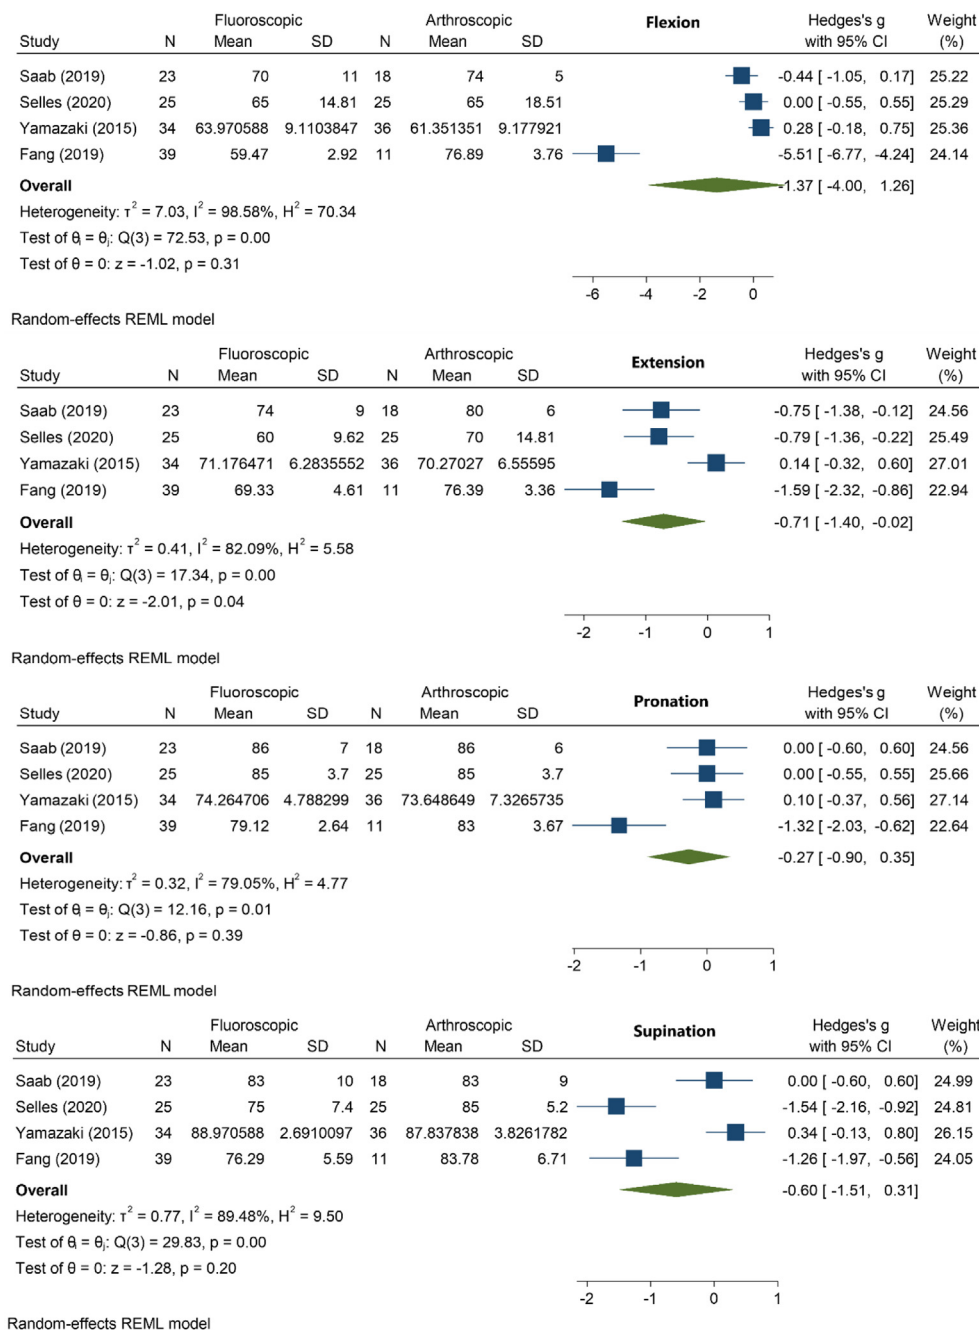 Fluoroscopic Arthroscopic Flexion Hedges's g Weight
Study N Mean SD N Mean SD with 95% CI (%)
Saab (2019) 23 70 11 18 74 5 -0.44 [ -1.05, 0.17] 25.22
Selles (2020) 25 65 14.81 25 65 18.51 0.00 [ -0.55, 0.55] 25.29
Yamazaki (2015) 34 63.970588 9.1103847 36 61.351351 9.177921 0.28 [ -0.18, 0.75] 25.36
Fang (2019) 39 59.47 2.92 11 76.89 3.76 -5.51 [ -6.77, -4.24] 24.14
Overall -1.37 [ -4.00, 1.26]
Heterogeneity: τ² = 7.03, I² = 98.58%, H² = 70.34
Test of θᵢ = θⱼ: Q(3) = 72.53, p = 0.00
Test of θ = 0: z = -1.02, p = 0.31
-6 -4 -2 0
Random-effects REML model
Fluoroscopic Arthroscopic Extension Hedges's g Weight
Study N Mean SD N Mean SD with 95% CI (%)
Saab (2019) 23 74 9 18 80 6 -0.75 [ -1.38, -0.12] 24.56
Selles (2020) 25 60 9.62 25 70 14.81 -0.79 [ -1.36, -0.22] 25.49
Yamazaki (2015) 34 71.176471 6.2835552 36 70.27027 6.55595 0.14 [ -0.32, 0.60] 27.01
Fang (2019) 39 69.33 4.61 11 76.39 3.36 -1.59 [ -2.32, -0.86] 22.94
Overall -0.71 [ -1.40, -0.02]
Heterogeneity: τ² = 0.41, I² = 82.09%, H² = 5.58
Test of θᵢ = θⱼ: Q(3) = 17.34, p = 0.00
Test of θ = 0: z = -2.01, p = 0.04
-2 -1 0 1
Random-effects REML model
Fluoroscopic Arthroscopic Pronation Hedges's g Weight
Study N Mean SD N Mean SD with 95% CI (%)
Saab (2019) 23 86 7 18 86 6 0.00 [ -0.60, 0.60] 24.56
Selles (2020) 25 85 3.7 25 85 3.7 0.00 [ -0.55, 0.55] 25.66
Yamazaki (2015) 34 74.264706 4.788299 36 73.648649 7.3265735 0.10 [ -0.37, 0.56] 27.14
Fang (2019) 39 79.12 2.64 11 83 3.67 -1.32 [ -2.03, -0.62] 22.64
Overall -0.27 [ -0.90, 0.35]
Heterogeneity: τ² = 0.32, I² = 79.05%, H² = 4.77
Test of θᵢ = θⱼ: Q(3) = 12.16, p = 0.01
Test of θ = 0: z = -0.86, p = 0.39
-2 -1 0 1
Random-effects REML model
Fluoroscopic Arthroscopic Supination Hedges's g Weight
Study N Mean SD N Mean SD with 95% CI (%)
Saab (2019) 23 83 10 18 83 9 0.00 [ -0.60, 0.60] 24.99
Selles (2020) 25 75 7.4 25 85 5.2 -1.54 [ -2.16, -0.92] 24.81
Yamazaki (2015) 34 88.970588 2.6910097 36 87.837838 3.8261782 0.34 [ -0.13, 0.80] 26.15
Fang (2019) 39 76.29 5.59 11 83.78 6.71 -1.26 [ -1.97, -0.56] 24.05
Overall -0.60 [ -1.51, 0.31]
Heterogeneity: τ² = 0.77, I² = 89.48%, H² = 9.50
Test of θᵢ = θⱼ: Q(3) = 29.83, p = 0.00
Test of θ = 0: z = -1.28, p = 0.20
-2 -1 0 1
Random-effects REML model